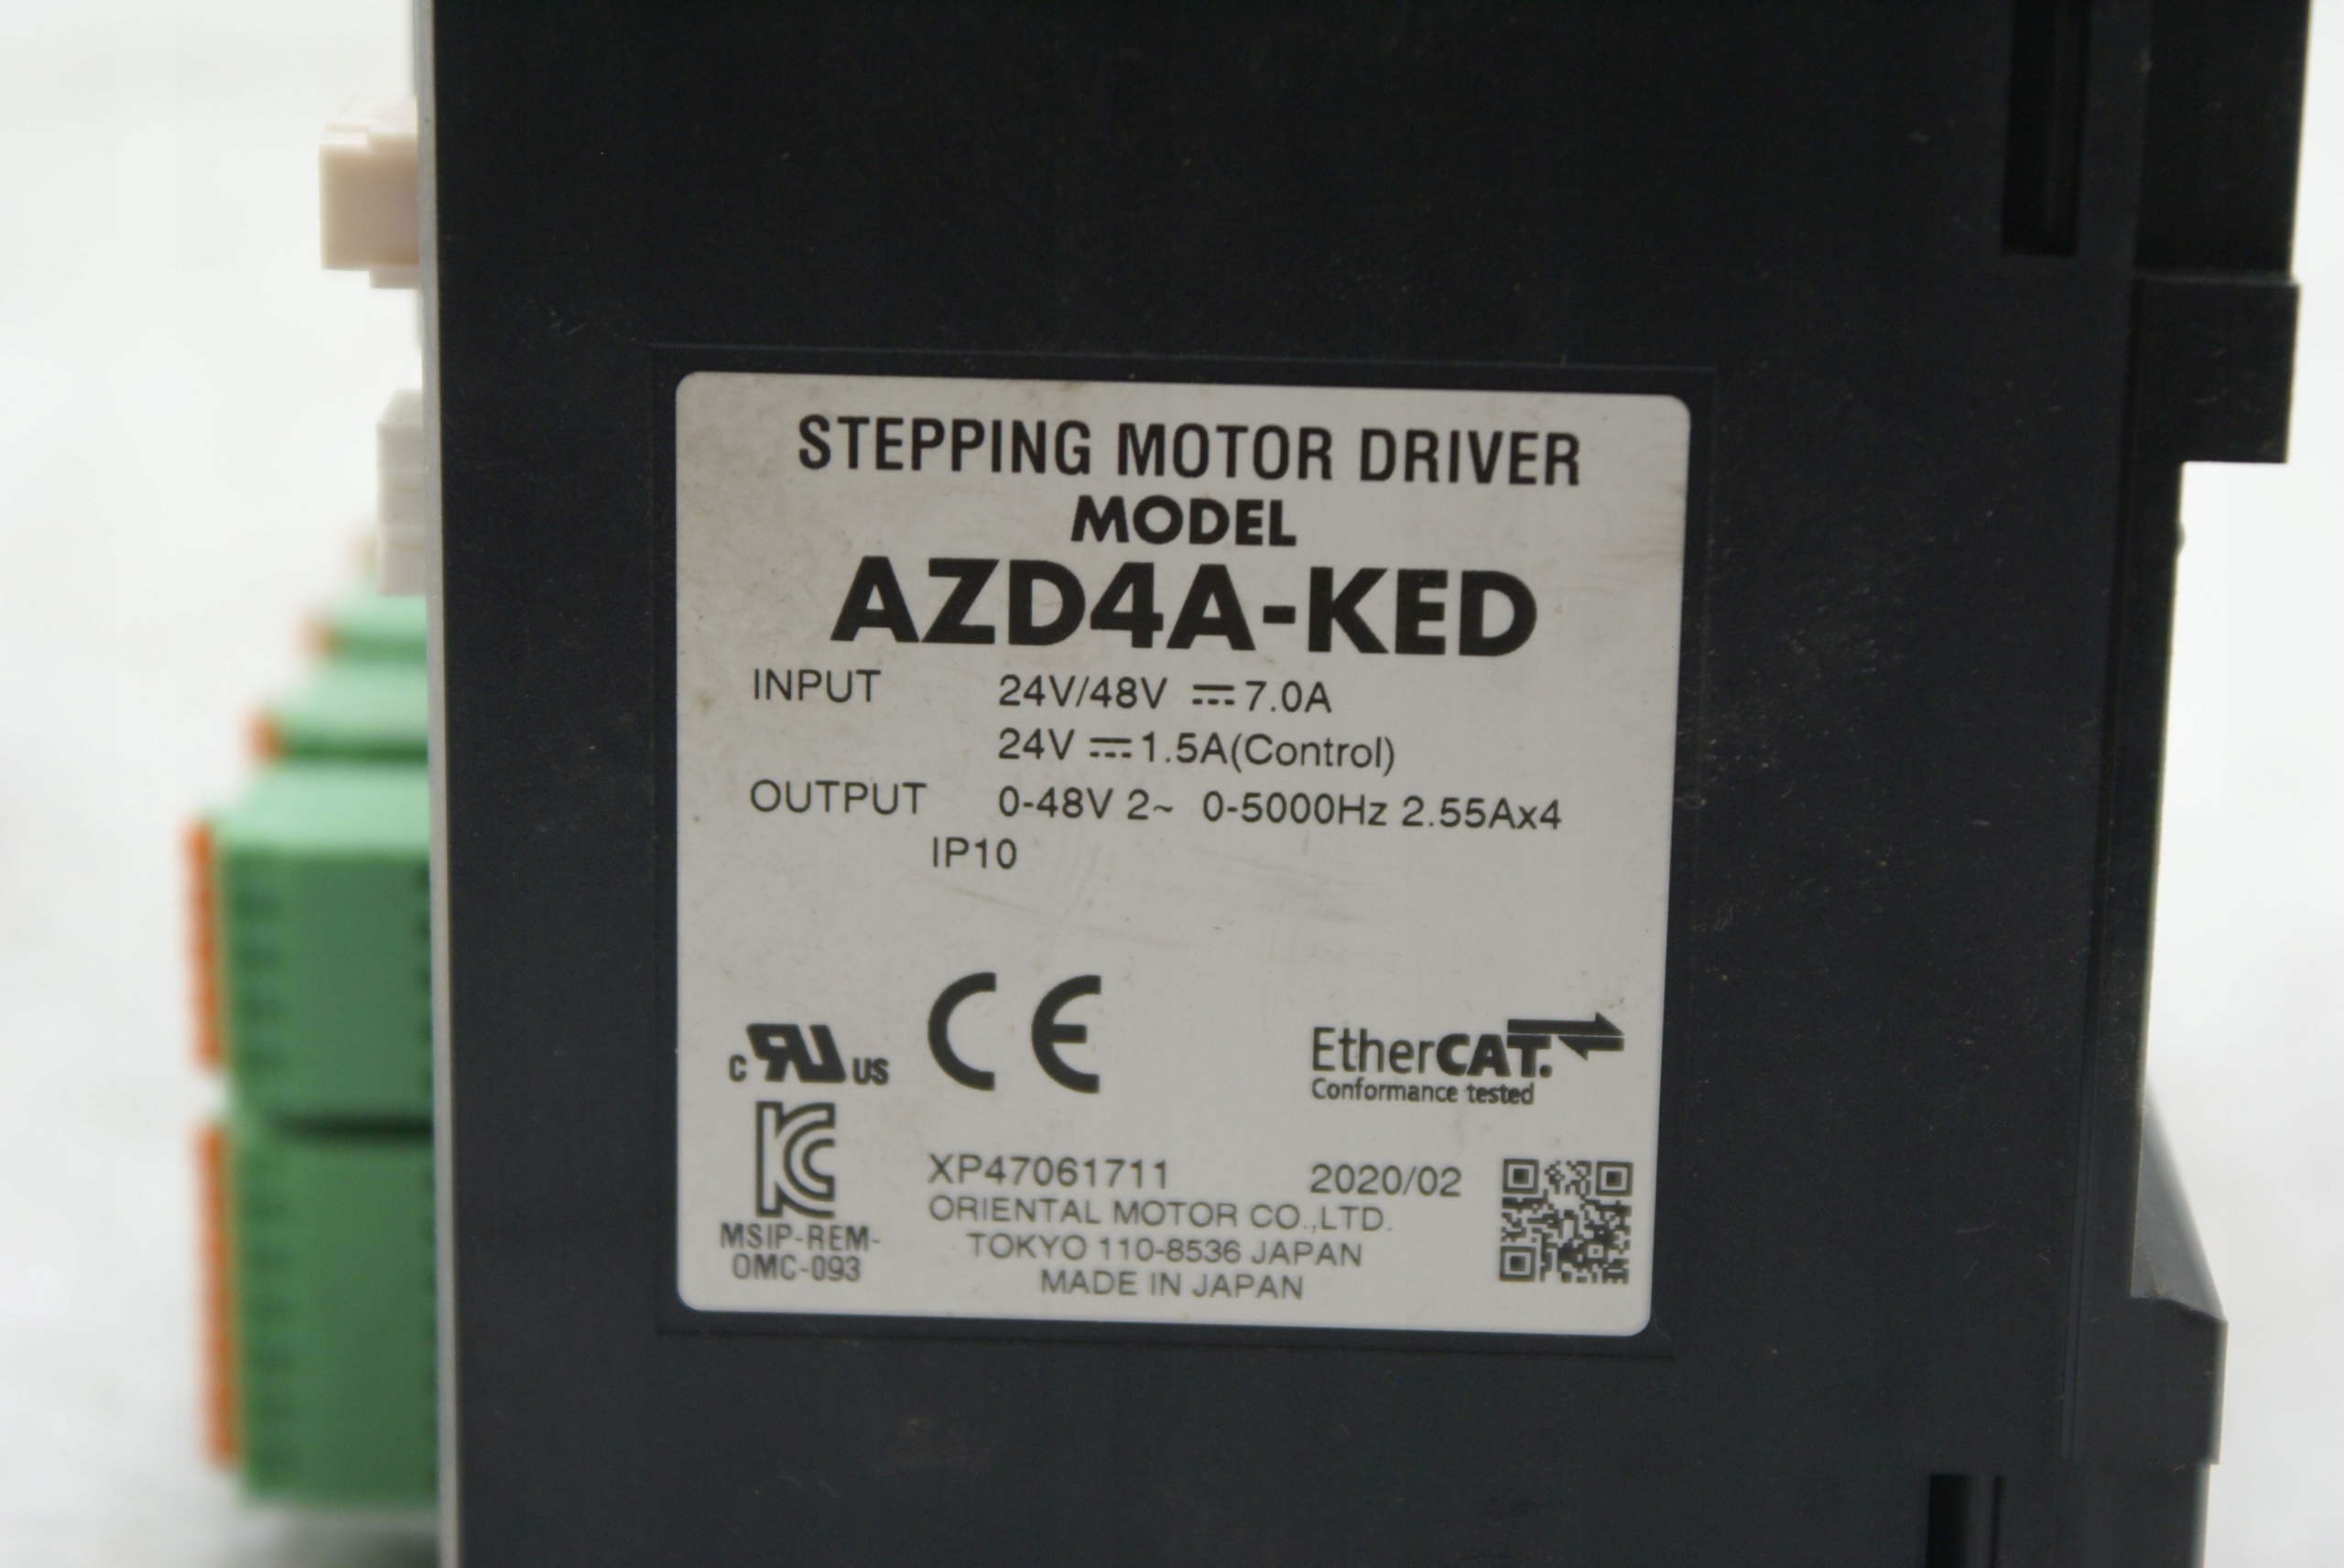 STEPPING MOTOR DRIVER
MODEL
AZD4A-KED
INPUT 24V/48V ⎓ 7.0A
24V ⎓ 1.5A(Control)
OUTPUT 0-48V 2~ 0-5000Hz 2.55Ax4
IP10
c RU US CE
EtherCAT.
Conformance tested
KC
MSIP-REM-
OMC-093
XP47061711 2020/02
ORIENTAL MOTOR CO.,LTD.
TOKYO 110-8536 JAPAN
MADE IN JAPAN